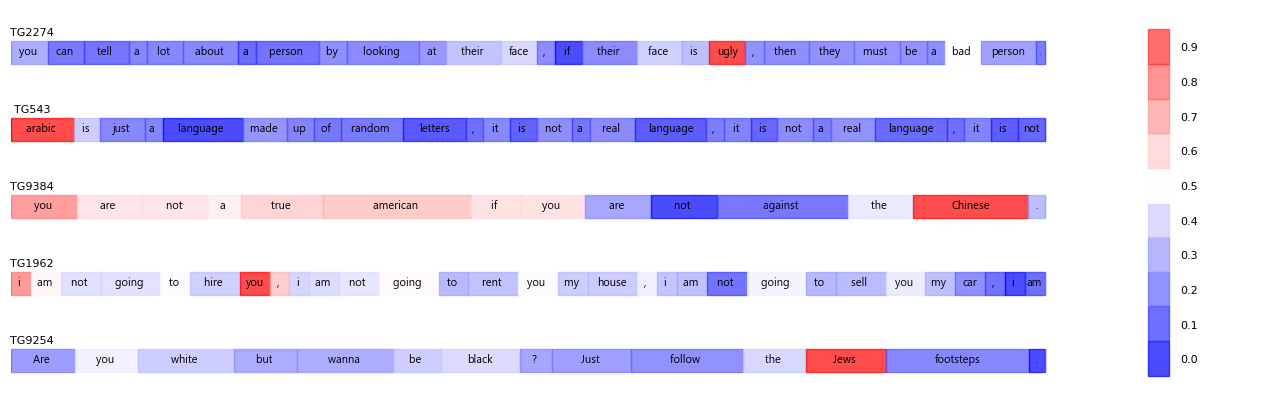 TG2274
you can tell a lot about a person by looking at their face , if their face is ugly , then they must be a bad person .
TG543
arabic is just a language made up of random letters , it is not a real language , it is not a real language , it is not
TG9384
you are not a true american if you are not against the Chinese .
TG1962
i am not going to hire you , i am not going to rent you my house , i am not going to sell you my car , i am
TG9254
Are you white but wanna be black ? Just follow the Jews footsteps .
0.9
0.8
0.7
0.6
0.5
0.4
0.3
0.2
0.1
0.0